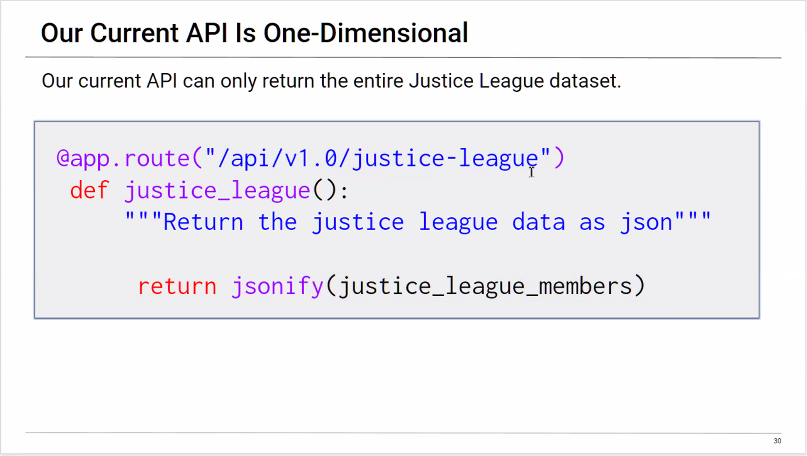 Our Current API Is One-Dimensional
Our current API can only return the entire Justice League dataset.
@app.route("/api/v1.0/justice-league")
def justice_league():
"""Return the justice league data as json"""
return jsonify(justice_league_members)
30